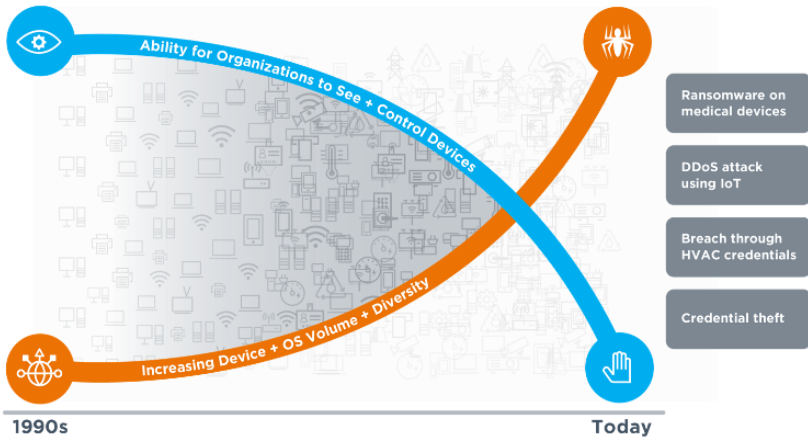 Ability for Organizations to See + Control Devices
Ransomware on
medical devices
DDoS attack
using IoT
Breach through
HVAC credentials
Credential theft
Increasing Device + OS Volume + Diversity
1990s
Today